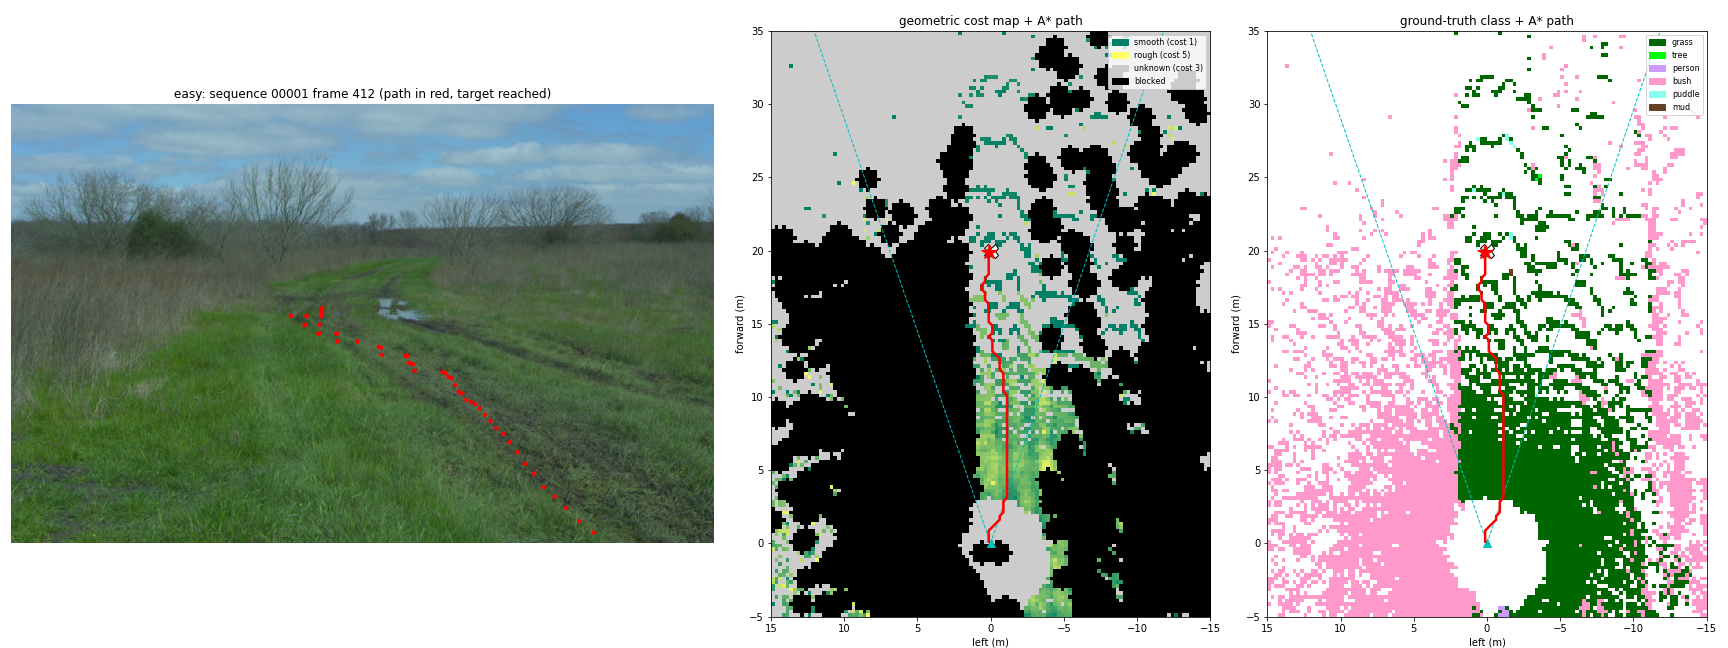 easy: sequence 00001 frame 412 (path in red, target reached)
geometric cost map + A* path
smooth (cost 1)
rough (cost 5)
unknown (cost 3)
blocked
35
30
25
20
15
10
5
0
−5
forward (m)
15
10
5
0
−5
−10
−15
left (m)
ground-truth class + A* path
grass
tree
person
bush
puddle
mud
35
30
25
20
15
10
5
0
−5
forward (m)
15
10
5
0
−5
−10
−15
left (m)